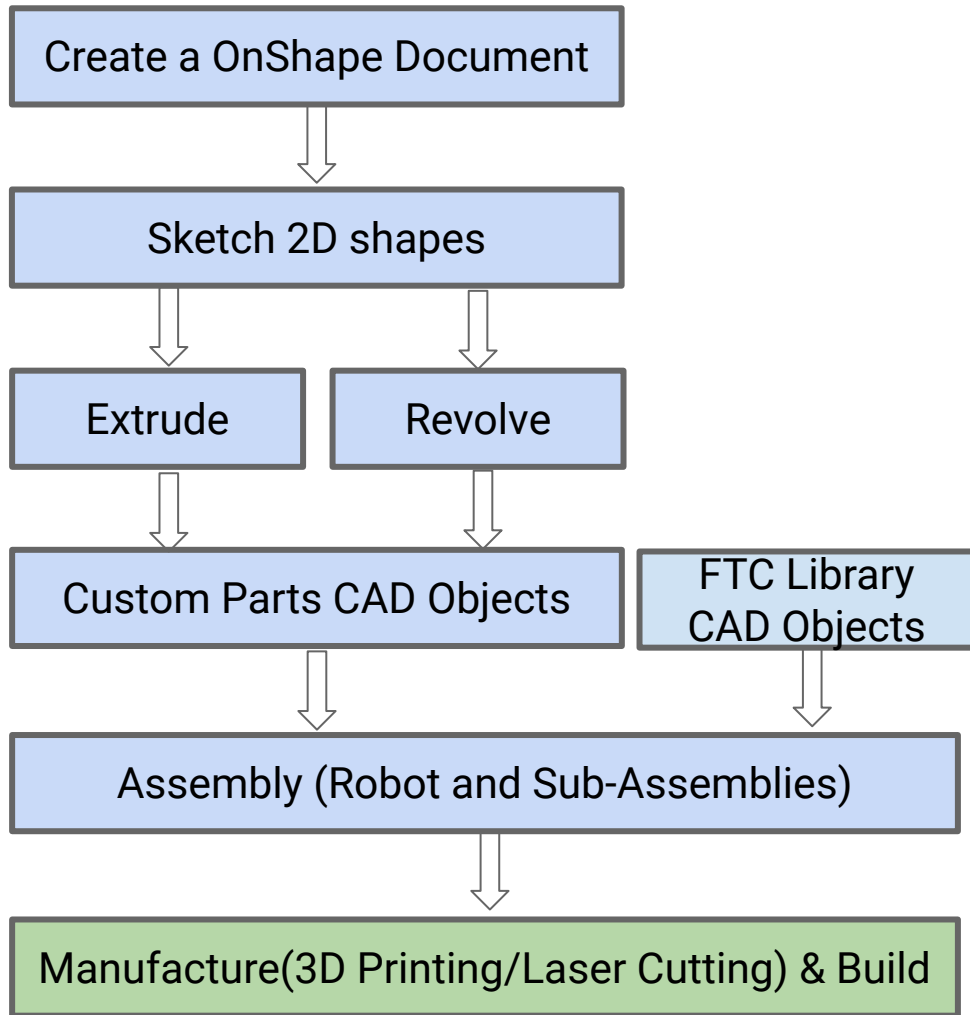 Create a OnShape Document
Sketch 2D shapes
Extrude
Revolve
Custom Parts CAD Objects
FTC Library
CAD Objects
Assembly (Robot and Sub-Assemblies)
Manufacture(3D Printing/Laser Cutting) & Build